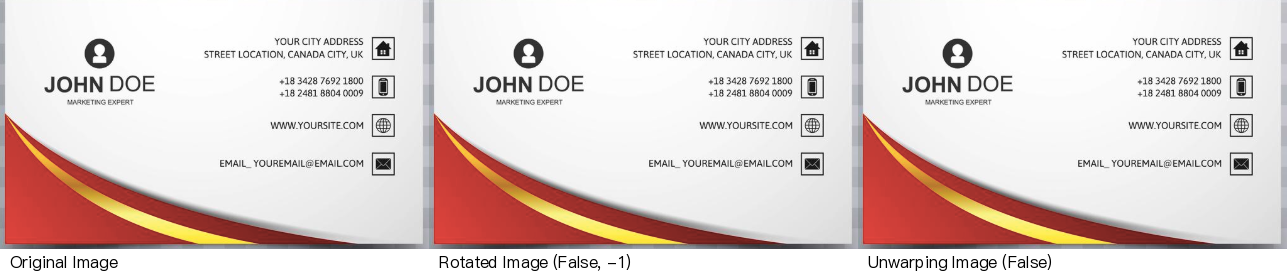 JOHN DOE
MARKETING EXPERT
YOUR CITY ADDRESS
STREET LOCATION, CANADA CITY, UK
+18 3428 7692 1800
+18 2481 8804 0009
WWW.YOURSITE.COM
EMAIL_ YOUREMAIL@EMAIL.COM
Original Image
JOHN DOE
MARKETING EXPERT
YOUR CITY ADDRESS
STREET LOCATION, CANADA CITY, UK
+18 3428 7692 1800
+18 2481 8804 0009
WWW.YOURSITE.COM
EMAIL_ YOUREMAIL@EMAIL.COM
Rotated Image (False, -1)
JOHN DOE
MARKETING EXPERT
YOUR CITY ADDRESS
STREET LOCATION, CANADA CITY, UK
+18 3428 7692 1800
+18 2481 8804 0009
WWW.YOURSITE.COM
EMAIL_ YOUREMAIL@EMAIL.COM
Unwarping Image (False)